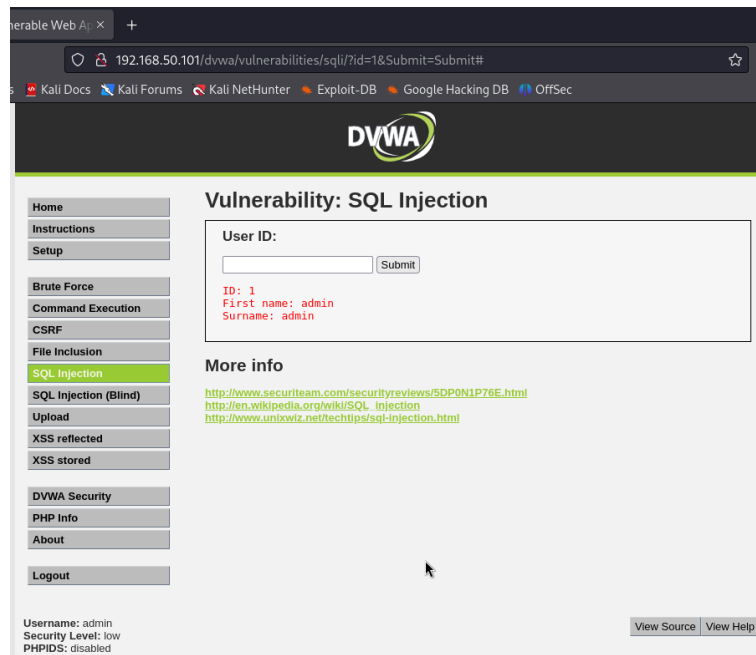 nerable Web Ap × +
192.168.50.101/dvwa/vulnerabilities/sqli/?id=1&Submit=Submit#
s Kali Docs Kali Forums Kali NetHunter Exploit-DB Google Hacking DB OffSec
DVWA
Home
Instructions
Setup
Brute Force
Command Execution
CSRF
File Inclusion
SQL Injection
SQL Injection (Blind)
Upload
XSS reflected
XSS stored
DVWA Security
PHP Info
About
Logout
Vulnerability: SQL Injection
User ID:
Submit
ID: 1
First name: admin
Surname: admin
More info
http://www.securiteam.com/securityreviews/5DP0N1P76E.html
http://en.wikipedia.org/wiki/SQL_injection
http://www.unixwiz.net/techtips/sql-injection.html
Username: admin
Security Level: low
PHPIDS: disabled
View Source View Help